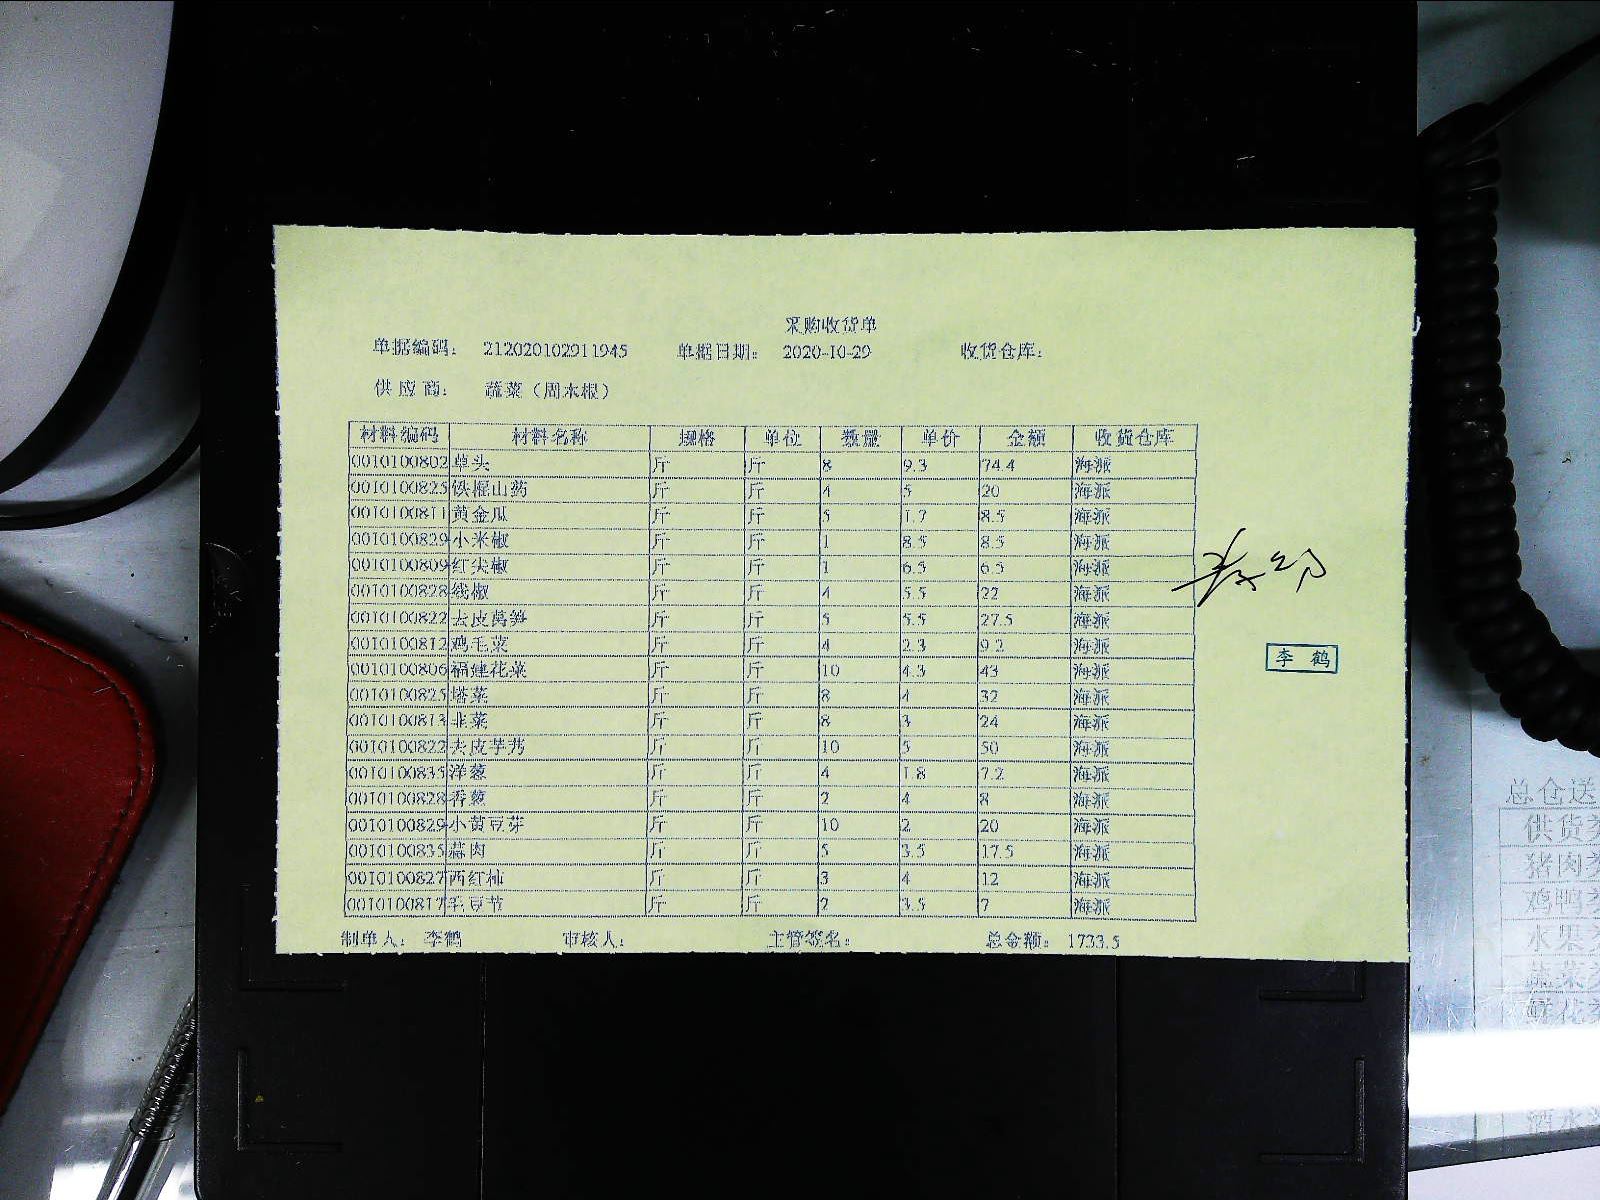 采购收货单
单据编码： 212020102911945 单据日期： 2020-10-29 收货仓库：
供应商： 蔬菜（周木根）
材料编码 材料名称 规格 单位 数量 单价 金额 收货仓库
0010100802 草头 斤 斤 8 9.3 74.4 海派
0010100825 铁棍山药 斤 斤 4 5 20 海派
0010100811 黄金瓜 斤 斤 5 1.7 8.5 海派
0010100829 小米椒 斤 斤 1 8.5 8.5 海派
0010100809 红尖椒 斤 斤 1 6.5 6.5 海派
0010100828 线椒 斤 斤 4 5.5 22 海派
0010100822 去皮莴笋 斤 斤 5 5.5 27.5 海派
0010100812 鸡毛菜 斤 斤 4 2.3 9.2 海派
0010100806 福建花菜 斤 斤 10 4.3 43 海派
0010100825 塔菜 斤 斤 8 4 32 海派
0010100813 韭菜 斤 斤 8 3 24 海派
0010100822 去皮芋艿 斤 斤 10 5 50 海派
0010100835 洋葱 斤 斤 4 1.8 7.2 海派
0010100828 香葱 斤 斤 2 4 8 海派
0010100829 小黄豆芽 斤 斤 10 2 20 海派
0010100835 蒜肉 斤 斤 5 3.5 17.5 海派
0010100827 西红柿 斤 斤 3 4 12 海派
0010100817 毛豆节 斤 斤 2 3.5 7 海派
制单人： 李鹤 审核人： 主管签名： 总金额： 1733.5
李 鹤
总仓送
供货类
猪肉类
鸡鸭类
水果类
蔬菜类
鲜花类
酒水类